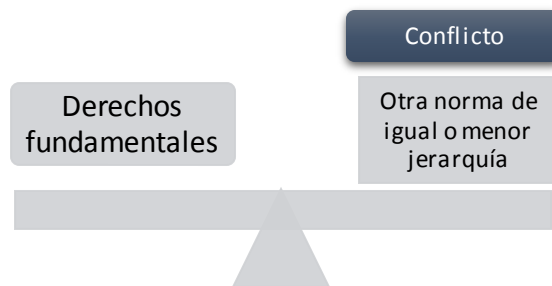 Conflicto
Derechos
fundamentales
Otra norma de
igual o menor
jerarquía